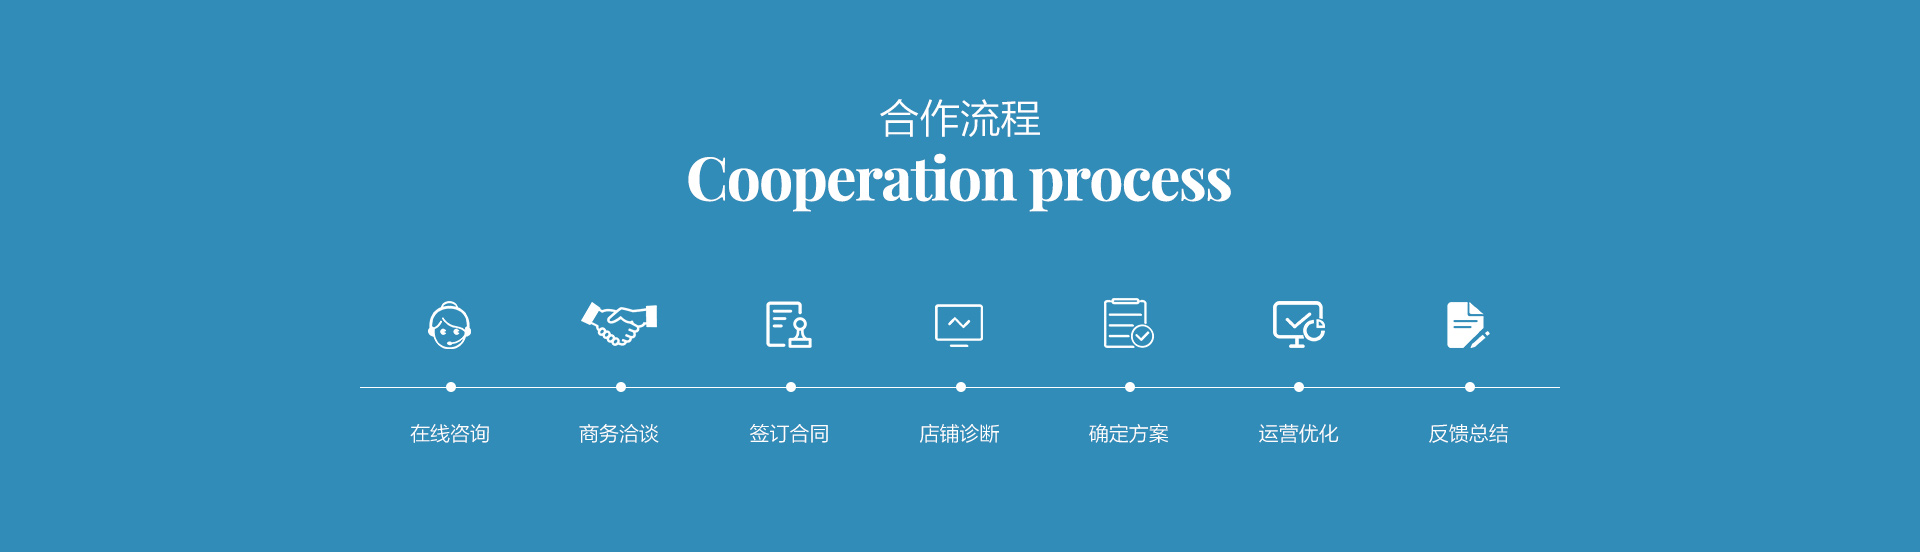 合作流程
Cooperation process
在线咨询
商务洽谈
签订合同
店铺诊断
确定方案
运营优化
反馈总结